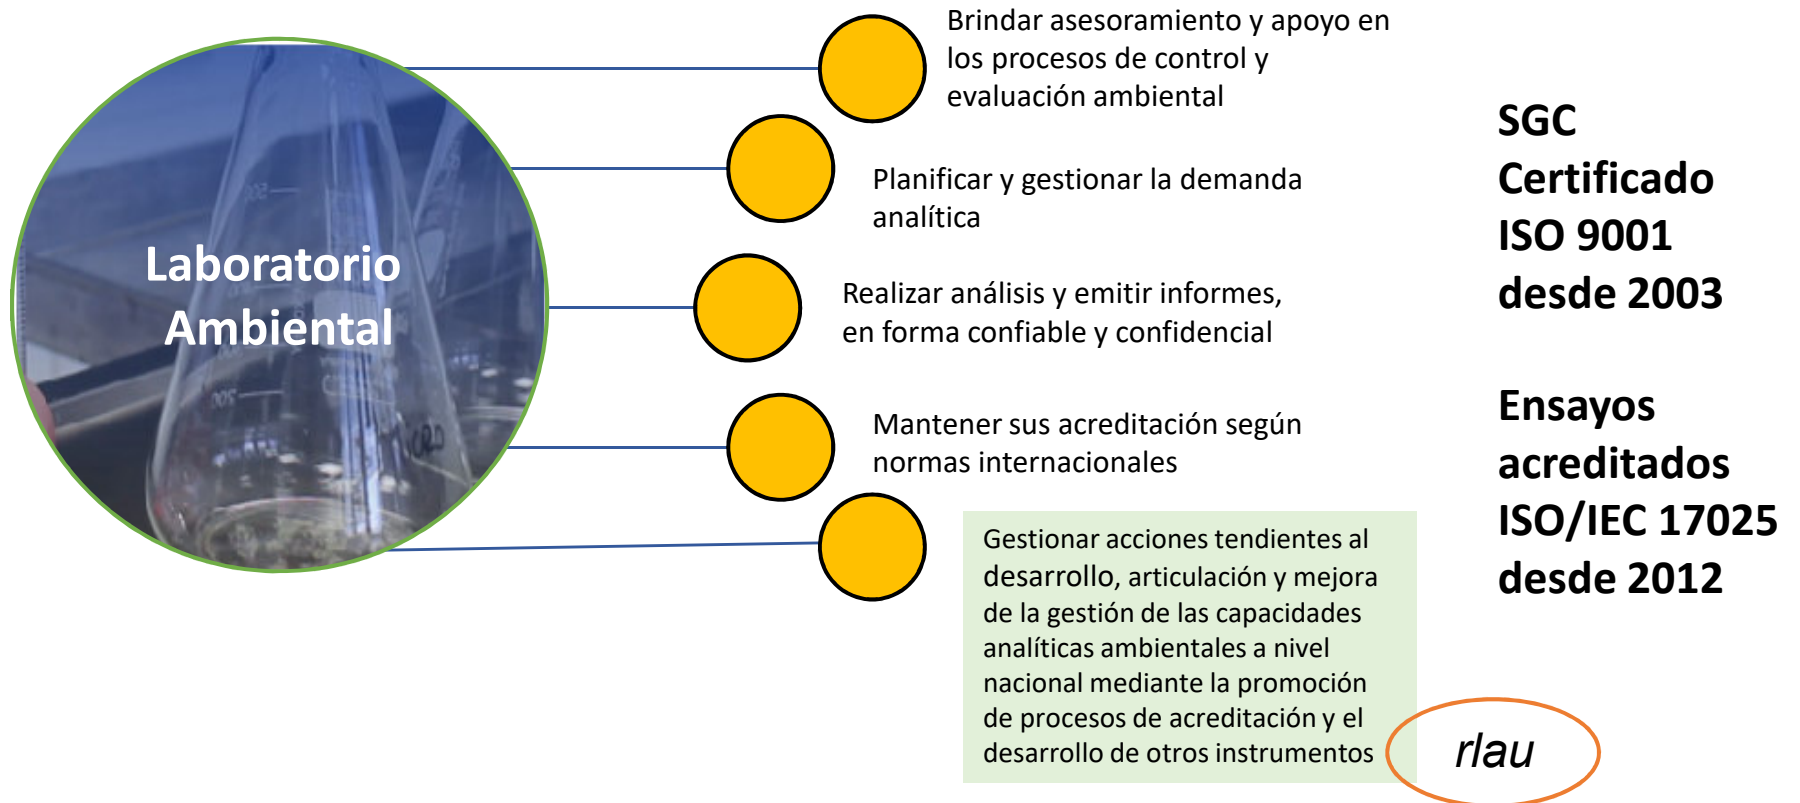 Laboratorio
Ambiental
Brindar asesoramiento y apoyo en
los procesos de control y
evaluación ambiental
Planificar y gestionar la demanda
analítica
Realizar análisis y emitir informes,
en forma confiable y confidencial
Mantener sus acreditación según
normas internacionales
Gestionar acciones tendientes al
desarrollo, articulación y mejora
de la gestión de las capacidades
analíticas ambientales a nivel
nacional mediante la promoción
de procesos de acreditación y el
desarrollo de otros instrumentos
rlau
SGC
Certificado
ISO 9001
desde 2003
Ensayos
acreditados
ISO/IEC 17025
desde 2012